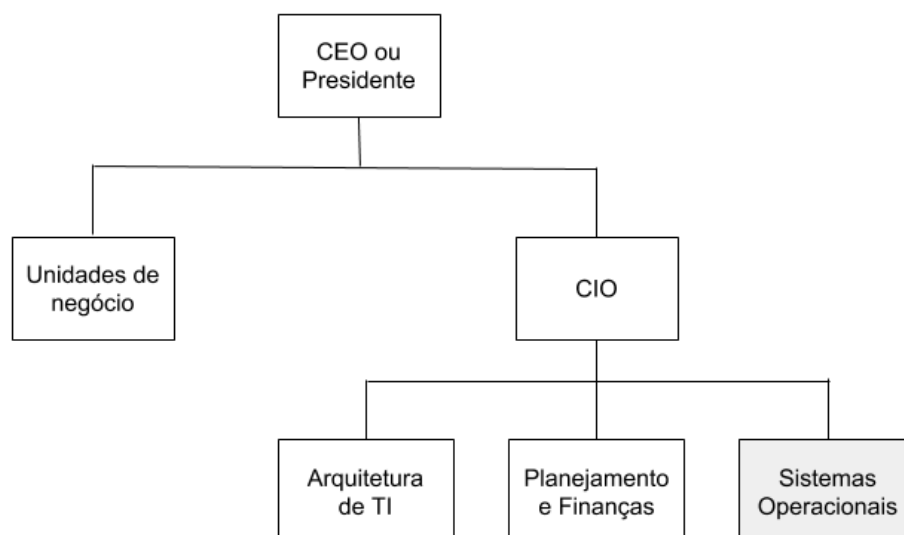 CEO ou
Presidente
Unidades de
negócio
CIO
Arquitetura
de TI
Planejamento
e Finanças
Sistemas
Operacionais